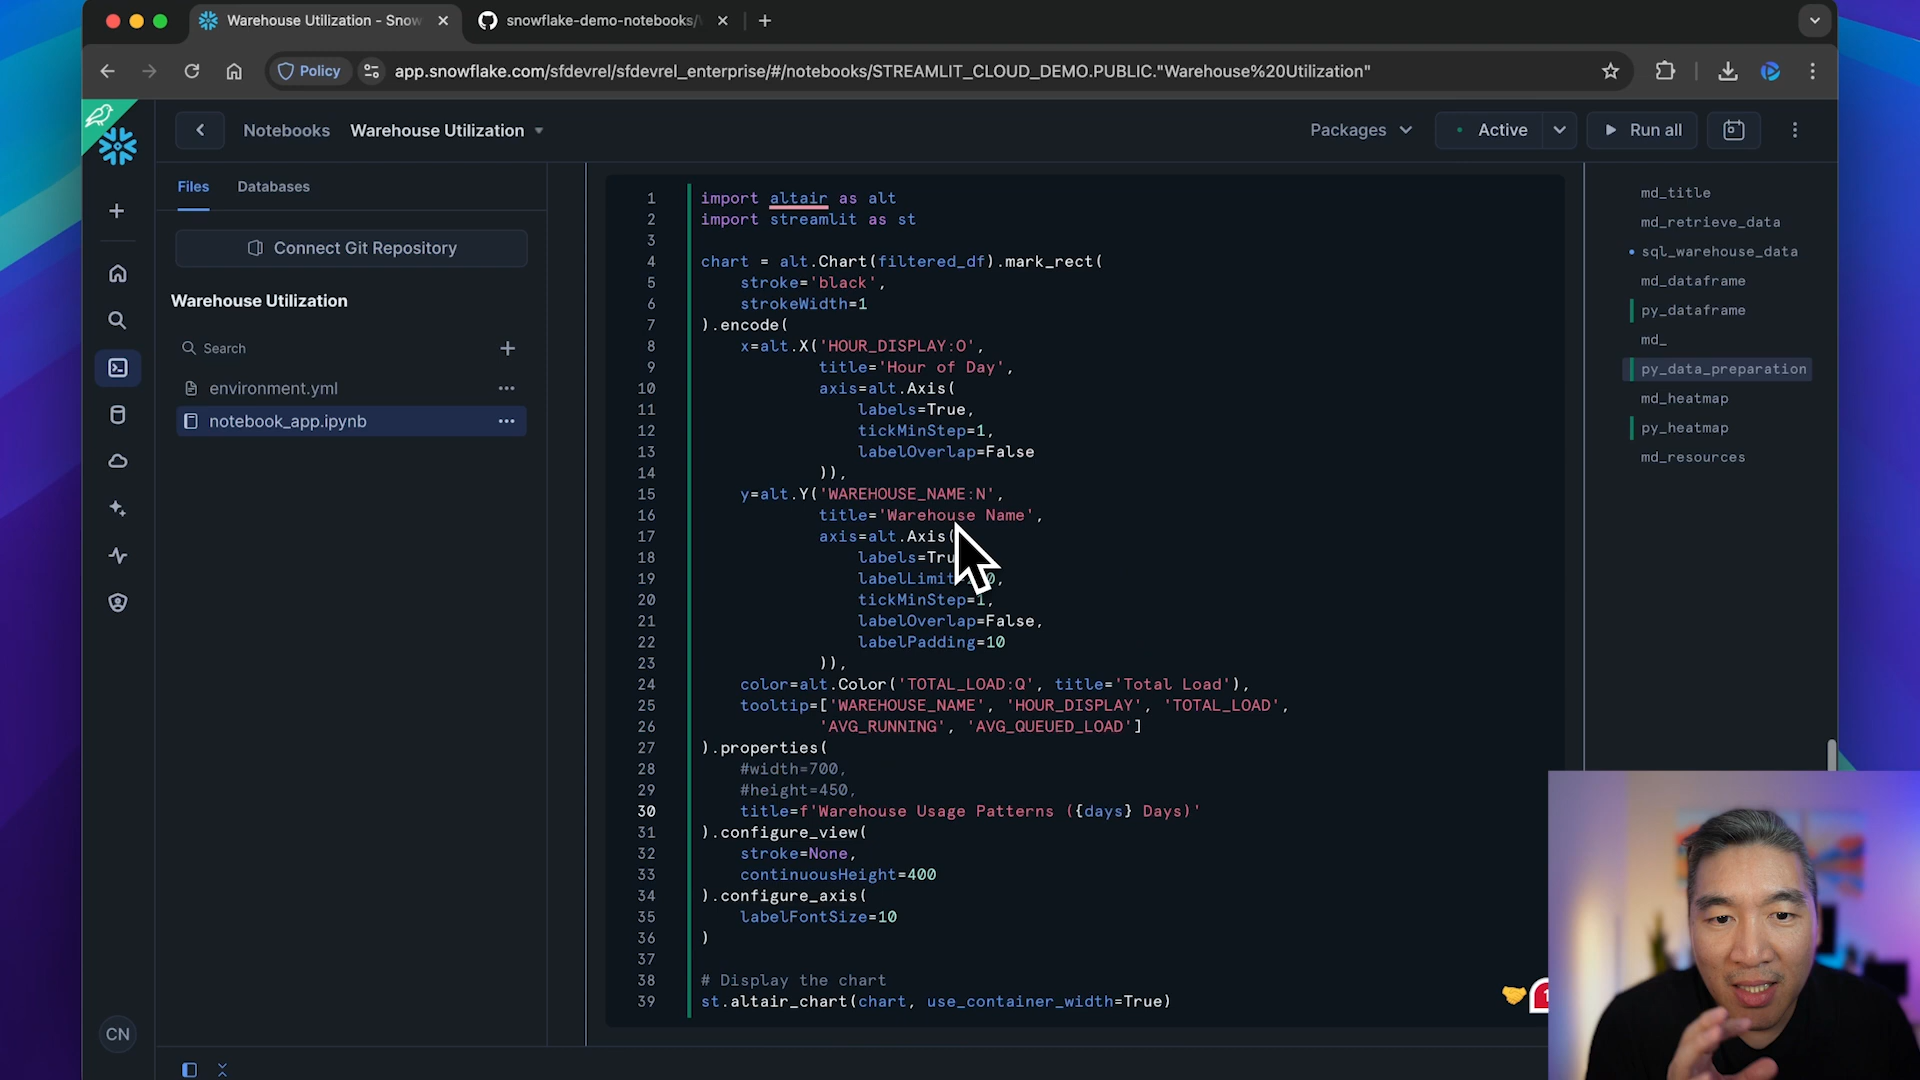 Warehouse Utilization - Snow
snowflake-demo-notebooks/
Policy
app.snowflake.com/sfdevrel/sfdevrel_enterprise/#/notebooks/STREAMLIT_CLOUD_DEMO.PUBLIC."Warehouse%20Utilization"
Notebooks
Warehouse Utilization
Packages
Active
Run all
Files
Databases
Connect Git Repository
Warehouse Utilization
Search
environment.yml
notebook_app.ipynb
CN
1 import altair as alt
2 import streamlit as st
3
4 chart = alt.Chart(filtered_df).mark_rect(
5 stroke='black',
6 strokeWidth=1
7 ).encode(
8 x=alt.X('HOUR_DISPLAY:O',
9 title='Hour of Day',
10 axis=alt.Axis(
11 labels=True,
12 tickMinStep=1,
13 labelOverlap=False
14 )),
15 y=alt.Y('WAREHOUSE_NAME:N',
16 title='Warehouse Name',
17 axis=alt.Axis(
18 labels=Tru
19 labelLimit 0,
20 tickMinStep=1,
21 labelOverlap=False,
22 labelPadding=10
23 )),
24 color=alt.Color('TOTAL_LOAD:Q', title='Total Load'),
25 tooltip=['WAREHOUSE_NAME', 'HOUR_DISPLAY', 'TOTAL_LOAD',
26 'AVG_RUNNING', 'AVG_QUEUED_LOAD']
27 ).properties(
28 #width=700,
29 #height=450,
30 title=f'Warehouse Usage Patterns ({days} Days)'
31 ).configure_view(
32 stroke=None,
33 continuousHeight=400
34 ).configure_axis(
35 labelFontSize=10
36 )
37
38 # Display the chart
39 st.altair_chart(chart, use_container_width=True)
md_title
md_retrieve_data
sql_warehouse_data
md_dataframe
py_dataframe
md_
py_data_preparation
md_heatmap
py_heatmap
md_resources